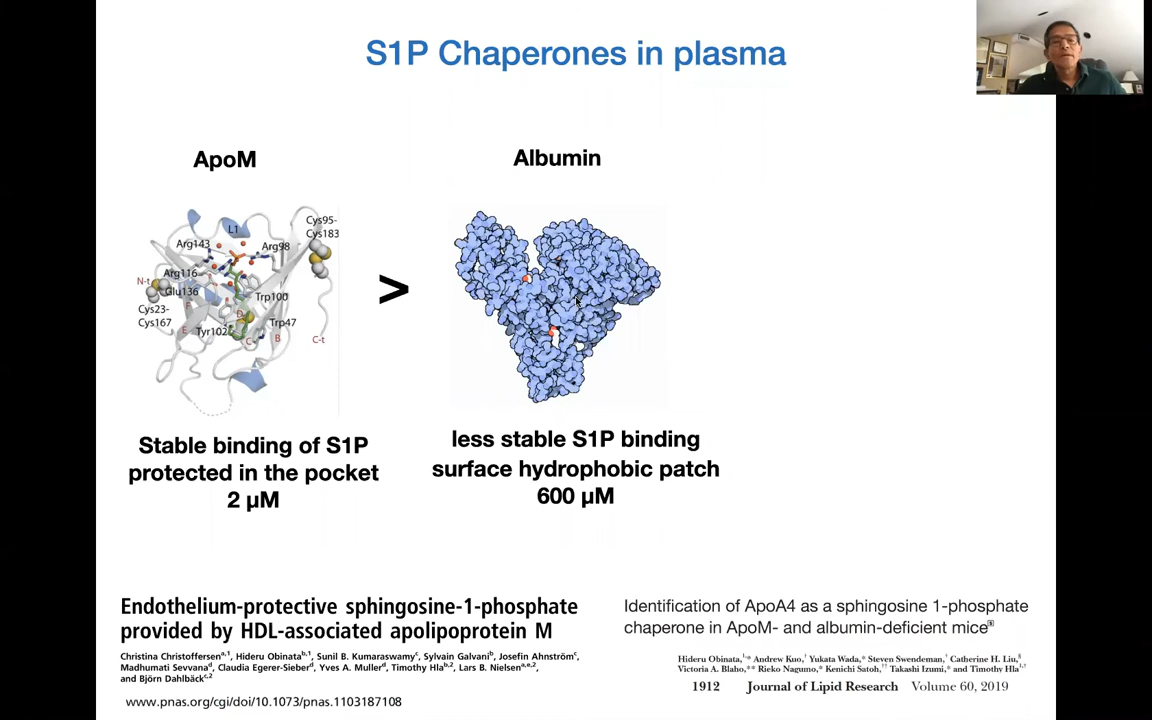 S1P Chaperones in plasma
ApoM
Albumin
L1
Cys95-
Cys183
Arg143
Arg98
Arg116
N-t
Glu136
Trp100
F
Cys23-
Cys167
D
E
Tyr102
Trp47
C
B
C-t
>
Stable binding of S1P
protected in the pocket
2 µM
less stable S1P binding
surface hydrophobic patch
600 µM
Endothelium-protective sphingosine-1-phosphate
provided by HDL-associated apolipoprotein M
Christina Christoffersen a,1, Hideru Obinata b,1, Sunil B. Kumaraswamy c, Sylvain Galvani b, Josefin Ahnström c,
Madhumati Sevvana d, Claudia Egerer-Sieber d, Yves A. Muller d, Timothy Hla b,2, Lars B. Nielsen a,e,2,
and Björn Dahlbäck c,2
www.pnas.org/cgi/doi/10.1073/pnas.1103187108
Identification of ApoA4 as a sphingosine 1-phosphate
chaperone in ApoM- and albumin-deficient mice
Hideru Obinata, Andrew Kuo, Yukata Wada,* Steven Swendeman, Catherine H. Liu,
Victoria A. Blaho,** Rieko Nagumo,* Kenichi Satoh, Takashi Izumi,* and Timothy Hla
1912 Journal of Lipid Research Volume 60, 2019